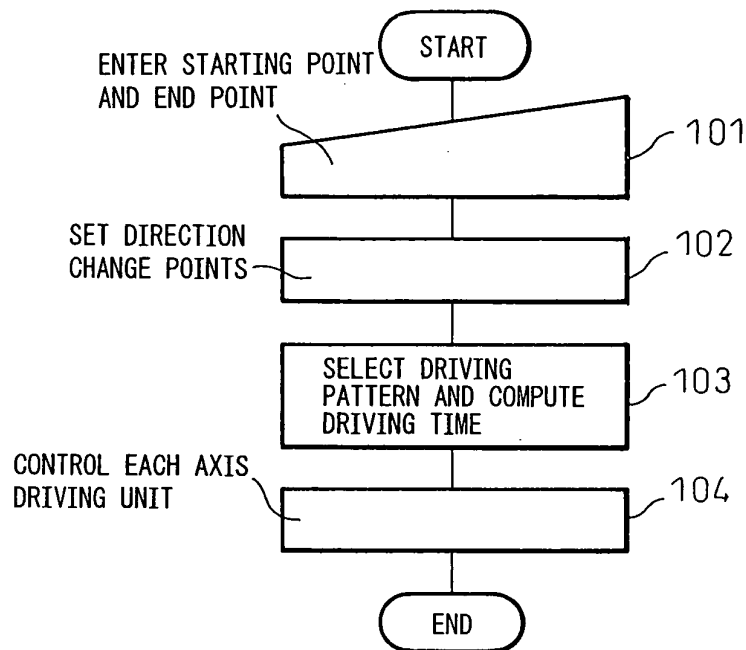 START
ENTER STARTING POINT
AND END POINT
101
SET DIRECTION
CHANGE POINTS
102
SELECT DRIVING
PATTERN AND COMPUTE
DRIVING TIME
103
CONTROL EACH AXIS
DRIVING UNIT
104
END